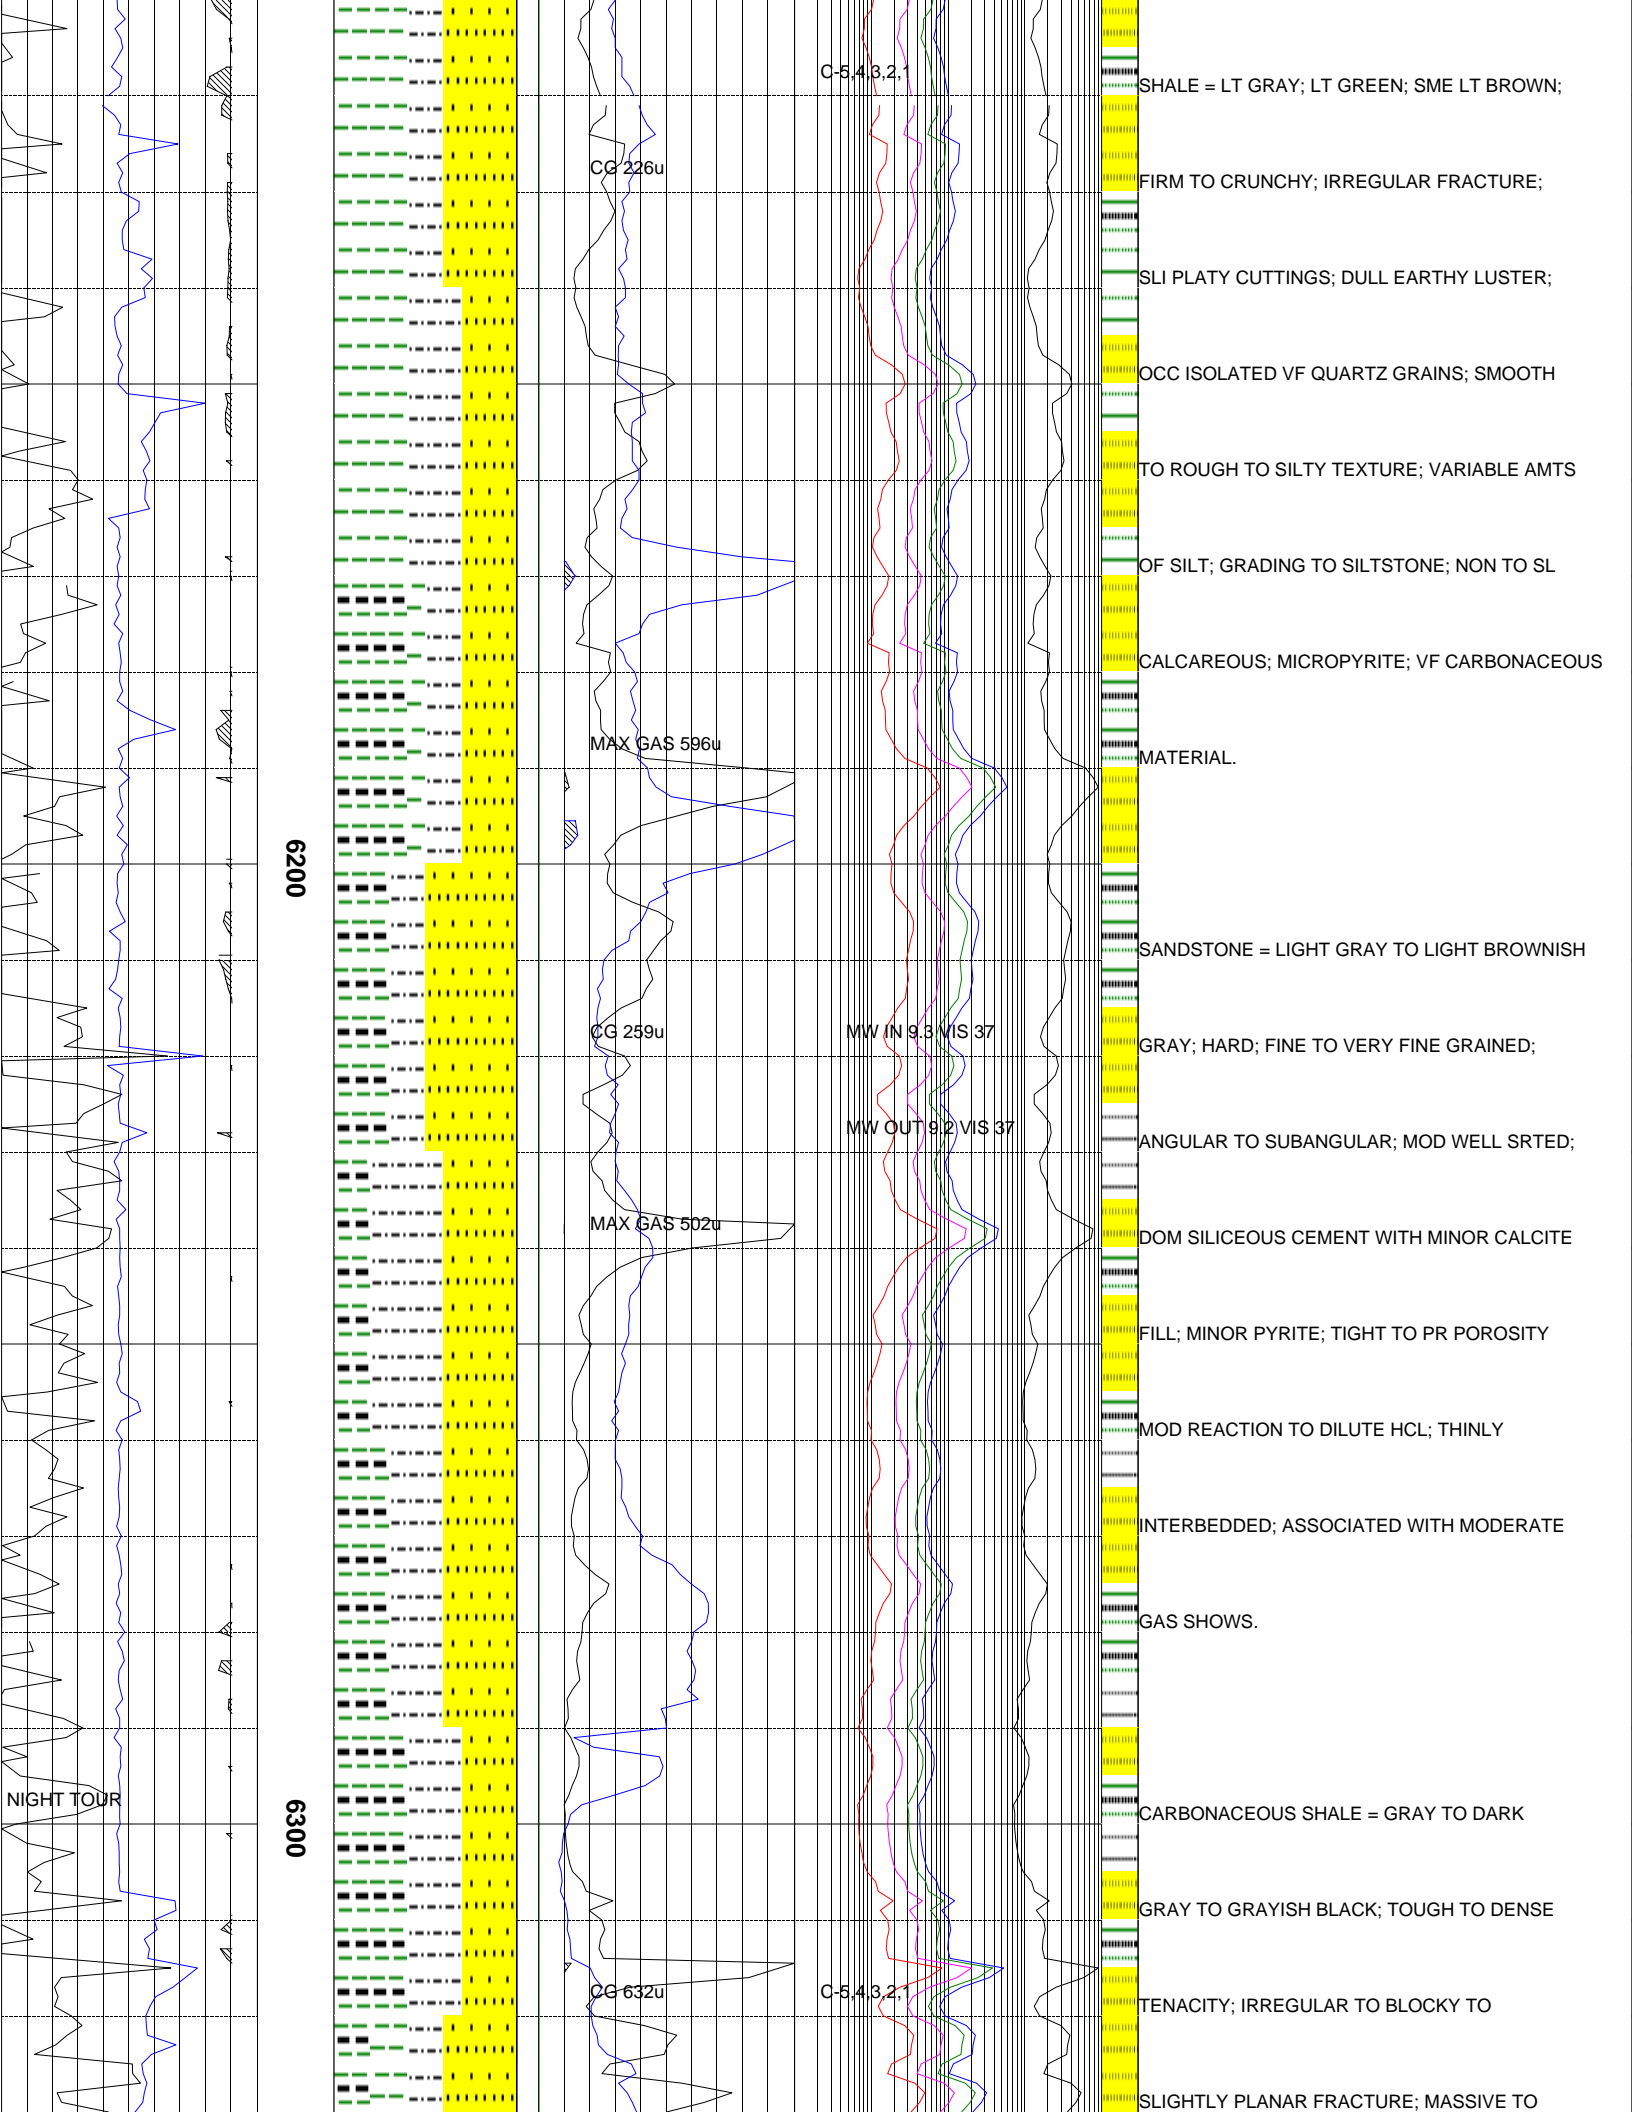 C-5,4,3,2,1
SHALE = LT GRAY; LT GREEN; SME LT BROWN;
CG 226u
FIRM TO CRUNCHY; IRREGULAR FRACTURE;
SLI PLATY CUTTINGS; DULL EARTHY LUSTER;
OCC ISOLATED VF QUARTZ GRAINS; SMOOTH
TO ROUGH TO SILTY TEXTURE; VARIABLE AMTS
OF SILT; GRADING TO SILTSTONE; NON TO SL
CALCAREOUS; MICROPYRITE; VF CARBONACEOUS
MAX GAS 596u
MATERIAL.
6200
SANDSTONE = LIGHT GRAY TO LIGHT BROWNISH
CG 259u
MW IN 9.3 VIS 37
GRAY; HARD; FINE TO VERY FINE GRAINED;
MW OUT 9.2 VIS 37
ANGULAR TO SUBANGULAR; MOD WELL SRTED;
MAX GAS 502u
DOM SILICEOUS CEMENT WITH MINOR CALCITE
FILL; MINOR PYRITE; TIGHT TO PR POROSITY
MOD REACTION TO DILUTE HCL; THINLY
INTERBEDDED; ASSOCIATED WITH MODERATE
GAS SHOWS.
NIGHT TOUR
6300
CARBONACEOUS SHALE = GRAY TO DARK
GRAY TO GRAYISH BLACK; TOUGH TO DENSE
CG 632u
C-5,4,3,2,1
TENACITY; IRREGULAR TO BLOCKY TO
SLIGHTLY PLANAR FRACTURE; MASSIVE TO